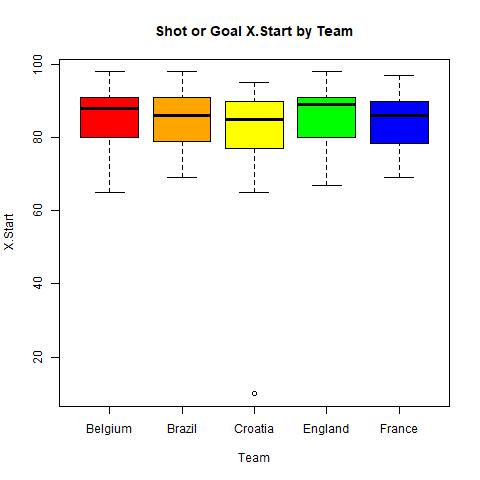 Shot or Goal X.Start by Team
100
80
60
40
20
X.Start
Belgium Brazil Croatia England France
Team